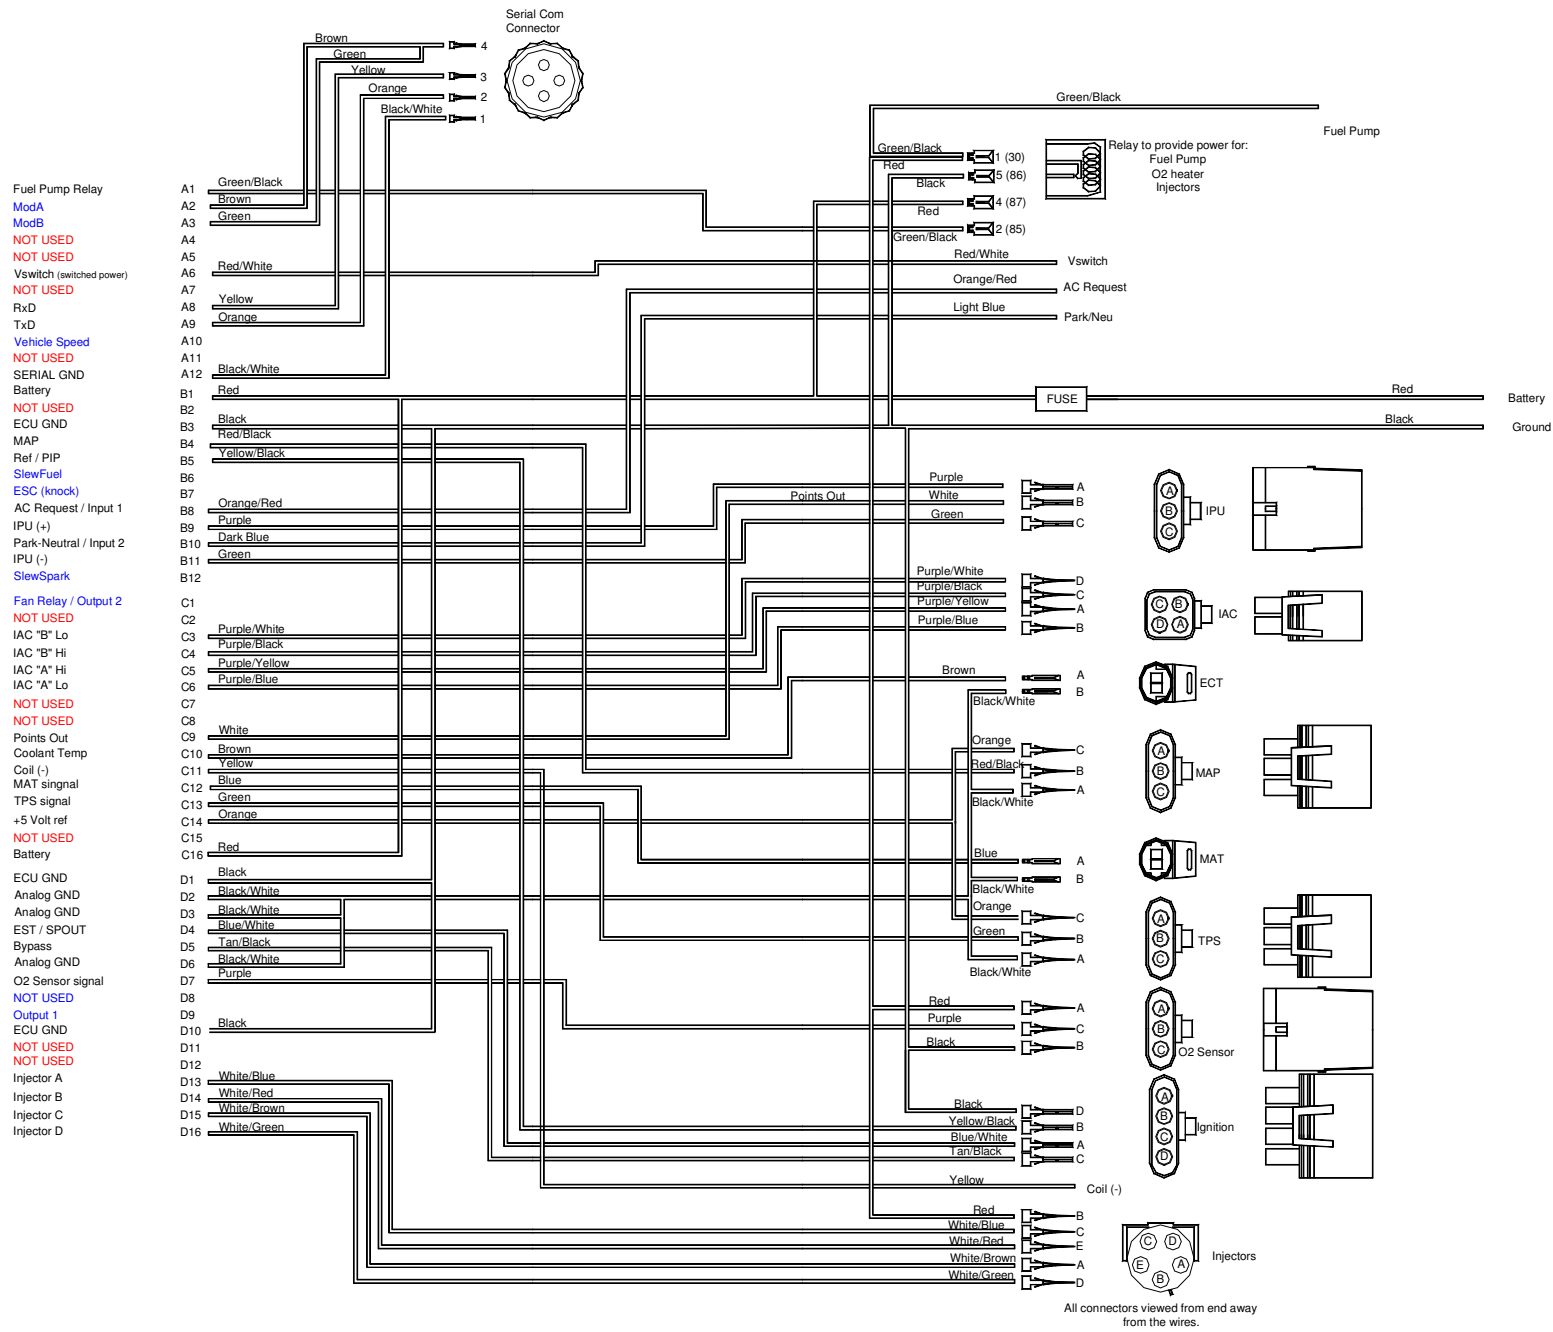 Serial Com
Connector
Brown
4
Green
Yellow
3
Orange
2
Black/White
1
Green/Black
Fuel Pump
Green/Black
1 (30)
Red
5 (86)
Black
4 (87)
Red
2 (85)
Green/Black
Relay to provide power for:
Fuel Pump
O2 heater
Injectors
Fuel Pump Relay A1 Green/Black
ModA A2 Brown
ModB A3 Green
NOT USED A4
NOT USED A5
Vswitch (switched power) A6 Red/White
NOT USED A7
RxD A8 Yellow
TxD A9 Orange
Vehicle Speed A10
NOT USED A11
SERIAL GND A12 Black/White
Battery B1 Red
NOT USED B2
ECU GND B3 Black
MAP B4 Red/Black
Ref / PIP B5 Yellow/Black
SlewFuel B6
ESC (knock) B7
AC Request / Input 1 B8 Orange/Red
IPU (+) B9 Purple
Park-Neutral / Input 2 B10 Dark Blue
IPU (-) B11 Green
SlewSpark B12
Fan Relay / Output 2 C1
NOT USED C2
IAC "B" Lo C3 Purple/White
IAC "B" Hi C4 Purple/Black
IAC "A" Hi C5 Purple/Yellow
IAC "A" Lo C6 Purple/Blue
NOT USED C7
NOT USED C8
Points Out C9 White
Coolant Temp C10 Brown
Coil (-) C11 Yellow
MAT singnal C12 Blue
TPS signal C13 Green
+5 Volt ref C14 Orange
NOT USED C15
Battery C16 Red
ECU GND D1 Black
Analog GND D2 Black/White
Analog GND D3 Black/White
EST / SPOUT D4 Blue/White
Bypass D5 Tan/Black
Analog GND D6 Black/White
O2 Sensor signal D7 Purple
NOT USED D8
Output 1 D9
ECU GND D10 Black
NOT USED D11
NOT USED D12
Injector A D13 White/Blue
Injector B D14 White/Red
Injector C D15 White/Brown
Injector D D16 White/Green
Red/White Vswitch
Orange/Red AC Request
Light Blue Park/Neu
FUSE Red Battery
Black Ground
Purple A
Points Out White B
Green C
A
B
C
IPU
Purple/White D
Purple/Black C
Purple/Yellow A
Purple/Blue B
C B
D A
IAC
Brown A
B
Black/White
ECT
Orange C
Red/Black B
A
Black/White
A
B
C
MAP
Blue A
B
Black/White
MAT
Orange C
Green B
A
Black/White
A
B
C
TPS
Red A
Purple C
Black B
A
B
C
O2 Sensor
Black D
Yellow/Black B
Blue/White A
Tan/Black C
A
B
C
D
Ignition
Yellow Coil (-)
Red B
White/Blue C
White/Red E
White/Brown A
White/Green D
C D
E A
B
Injectors
All connectors viewed from end away
from the wires.